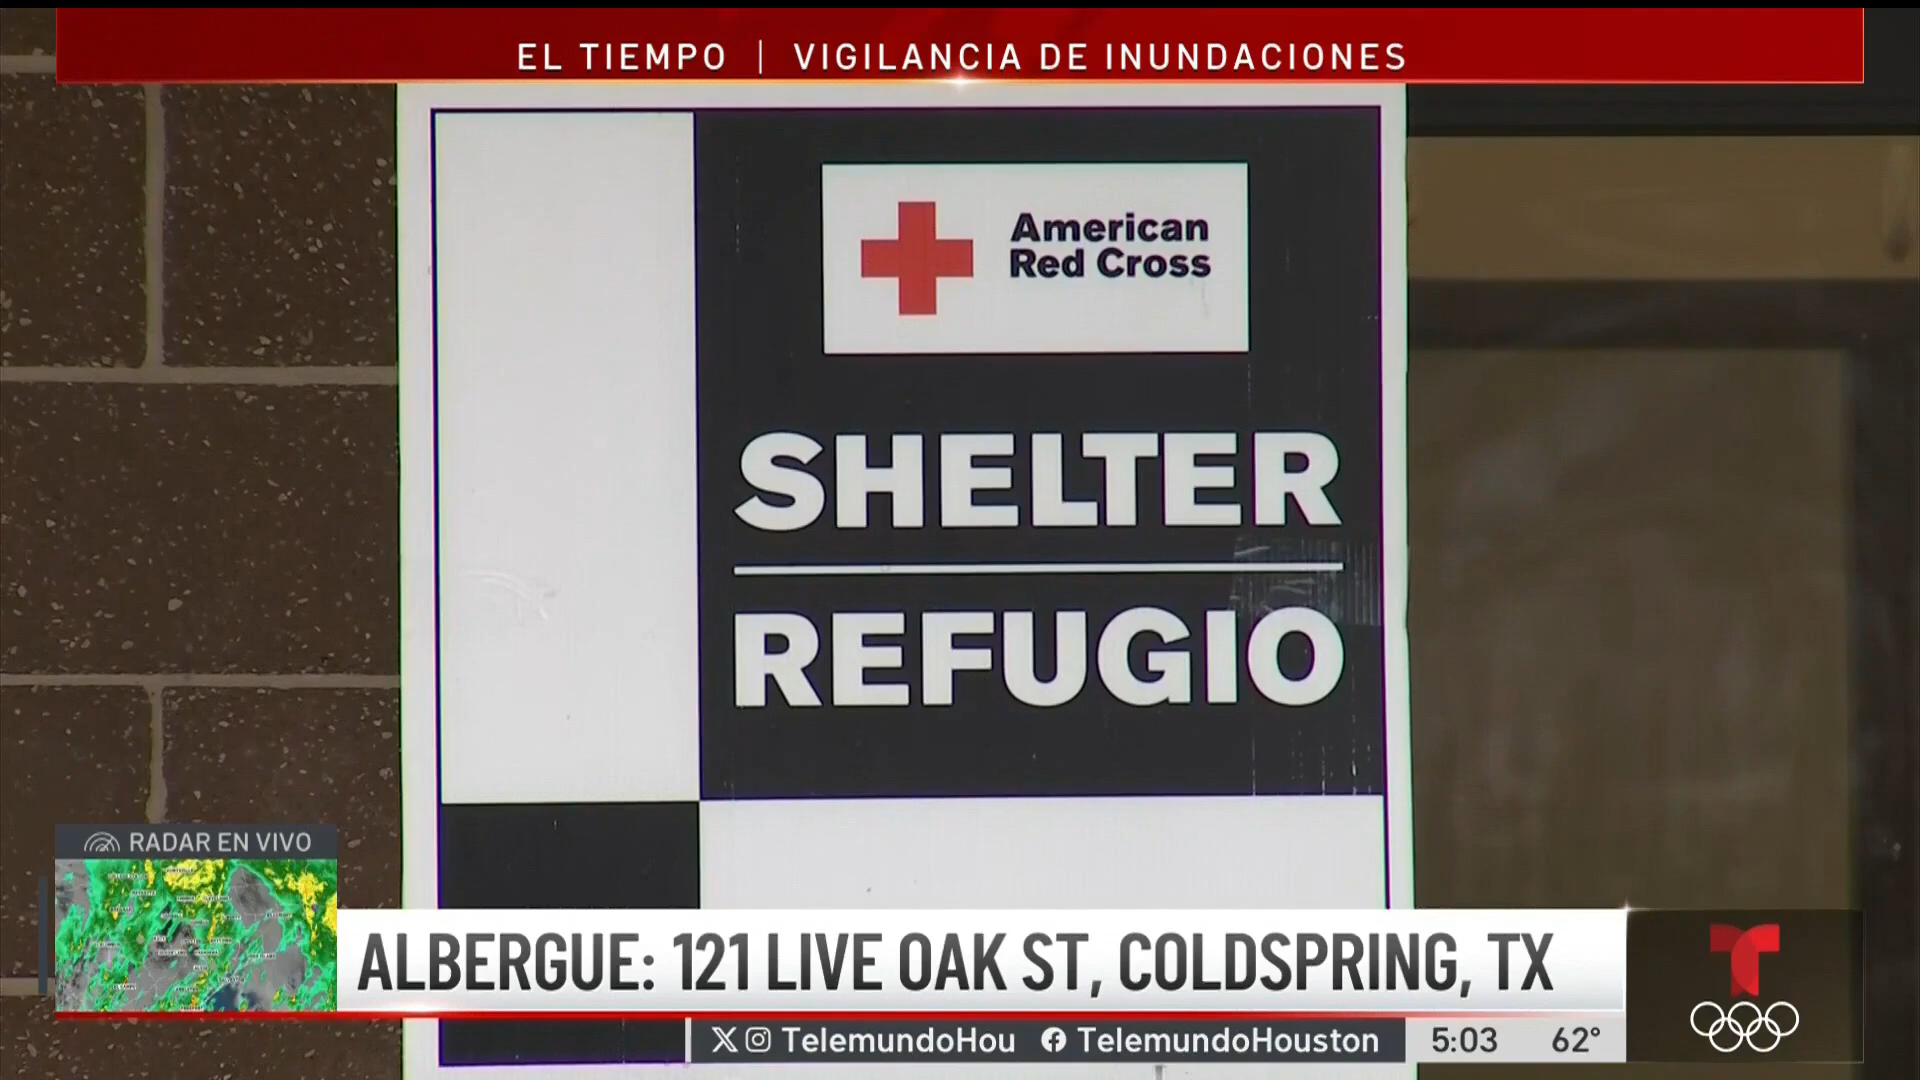 EL TIEMPO | VIGILANCIA DE INUNDACIONES
American
Red Cross
SHELTER
REFUGIO
RADAR EN VIVO
ALBERGUE: 121 LIVE OAK ST, COLDSPRING, TX
TelemundoHou TelemundoHouston 5:03 62°